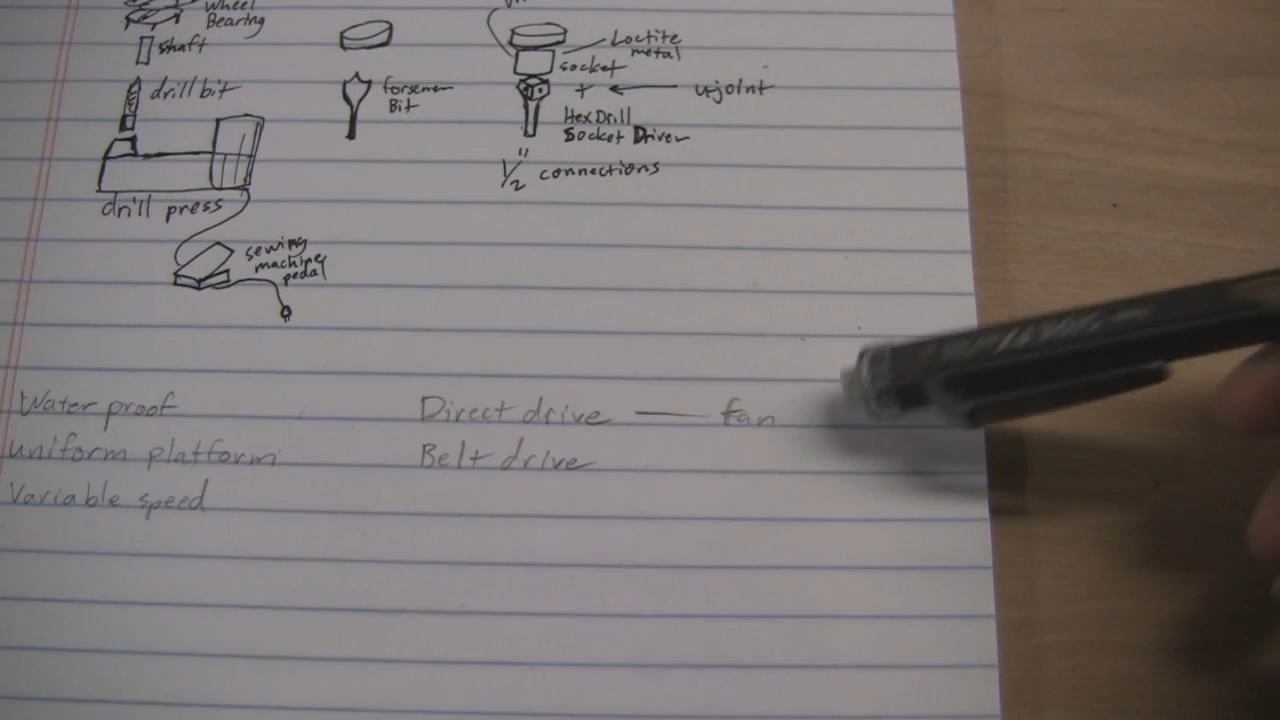 wheel
Bearing
shaft
drill bit
drill press
sewing
machine
pedal
forsener
Bit
Loctite
metal
socket
+ ← u-joint
Hex Drill
Socket Driver
1/2" connections
Water proof
uniform platform
Variable speed
Direct drive — fan
Belt drive